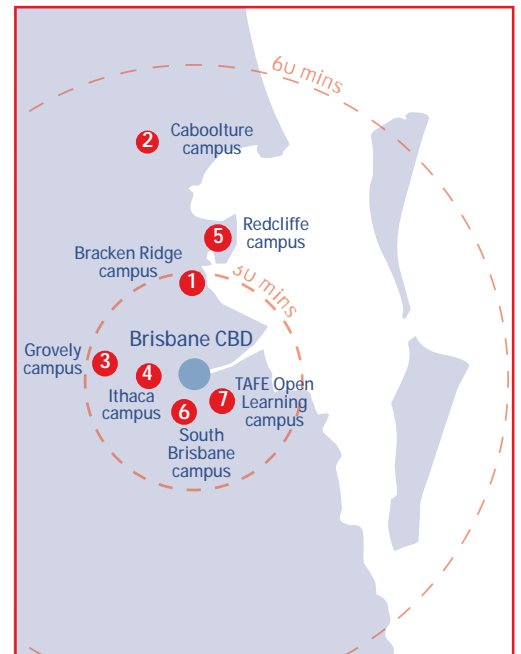 60 mins
2
Caboolture
campus
5
Redcliffe
campus
Bracken Ridge
campus
1
30 mins
Brisbane CBD
Grovely
campus
3
4
Ithaca
campus
6
South
Brisbane
campus
7
TAFE Open
Learning
campus